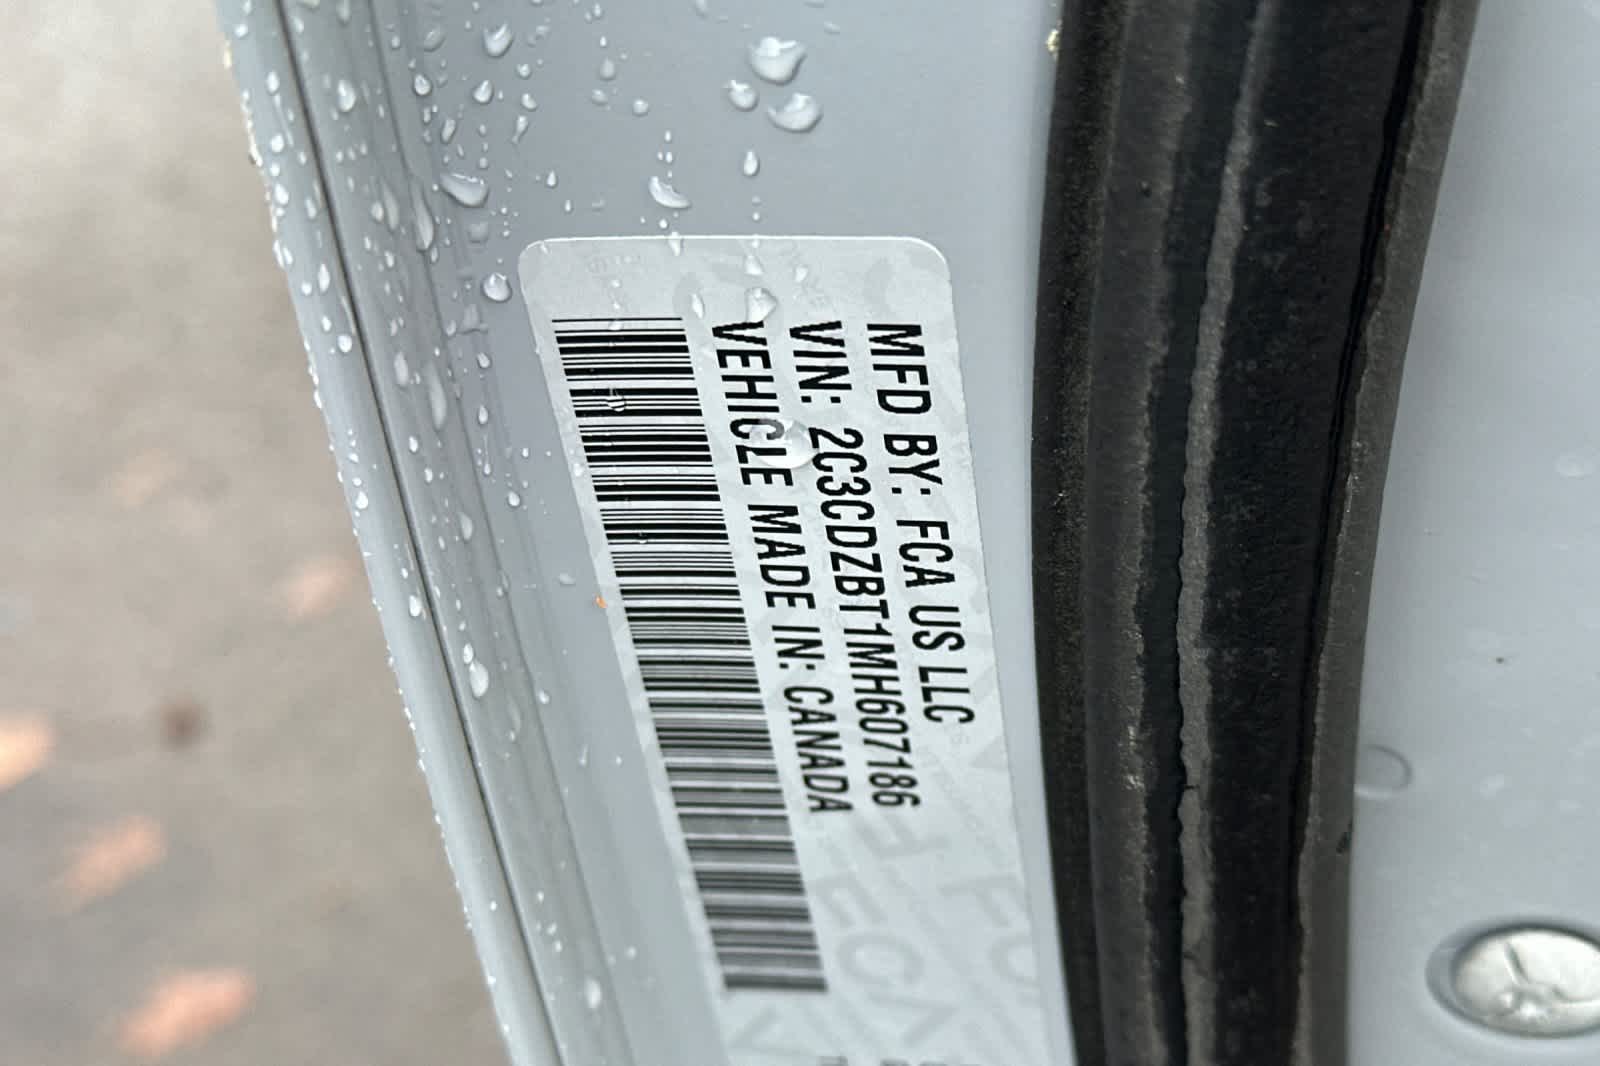 MFD BY: FCA US LLC
VIN: 2C3CDZBT1MH607186
VEHICLE MADE IN: CANADA